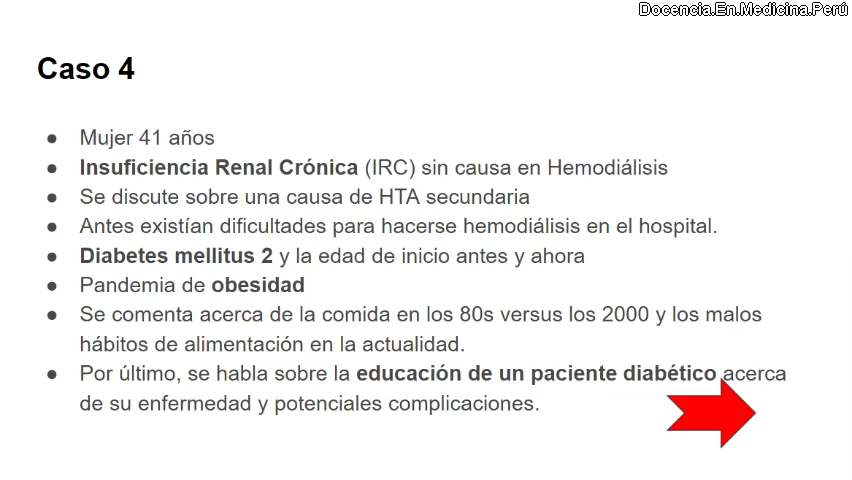 Docencia.En.Medicina.Perú
Caso 4
● Mujer 41 años
● Insuficiencia Renal Crónica (IRC) sin causa en Hemodiálisis
● Se discute sobre una causa de HTA secundaria
● Antes existían dificultades para hacerse hemodiálisis en el hospital.
● Diabetes mellitus 2 y la edad de inicio antes y ahora
● Pandemia de obesidad
● Se comenta acerca de la comida en los 80s versus los 2000 y los malos
hábitos de alimentación en la actualidad.
● Por último, se habla sobre la educación de un paciente diabético acerca
de su enfermedad y potenciales complicaciones.